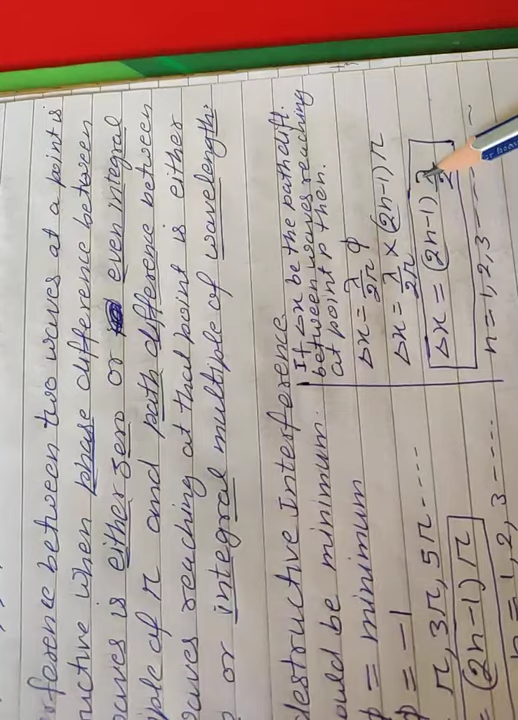 ference between two waves at a point is
uctive when phase difference between
waves is either zero or even integral
ple of π and path difference between
waves reaching at that point is either
or integral multiple of wavelength.
destructive Interference
ould be minimum.
= minimum
ϕ = -1
π, 3π, 5π ----
= (2n-1)π
n = 1, 2, 3 ----
If Δx be the path diff.
between waves reaching
at point p then.
Δx = λ/2π ϕ
Δx = λ/2π × (2n-1)π
Δx = (2n-1) λ/2
n = 1, 2, 3 ----